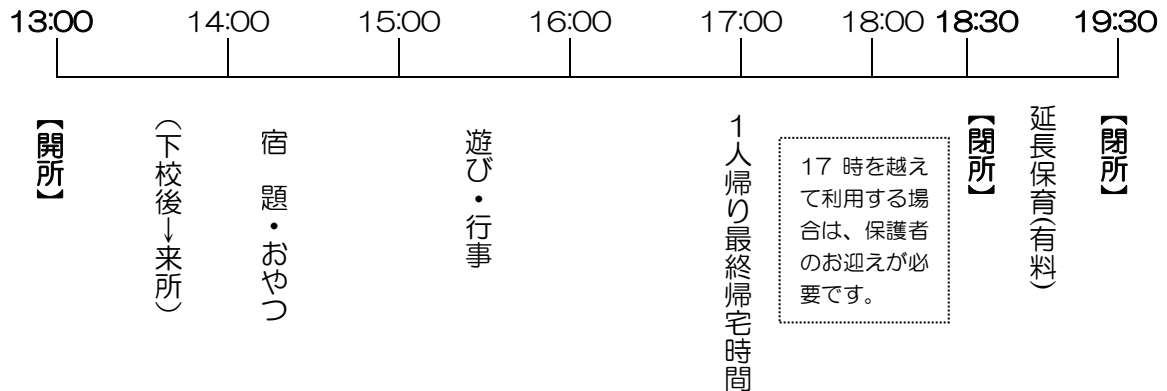 13:00 14:00 15:00 16:00 17:00 18:00 18:30 19:30
【開所】
(下校後→来所)
宿 題・おやつ
遊び・行事
1人帰り最終帰宅時間
17 時を越え
て利用する場
合は、保護者
のお迎えが必
要です。
【閉所】
延長保育(有料)
【閉所】